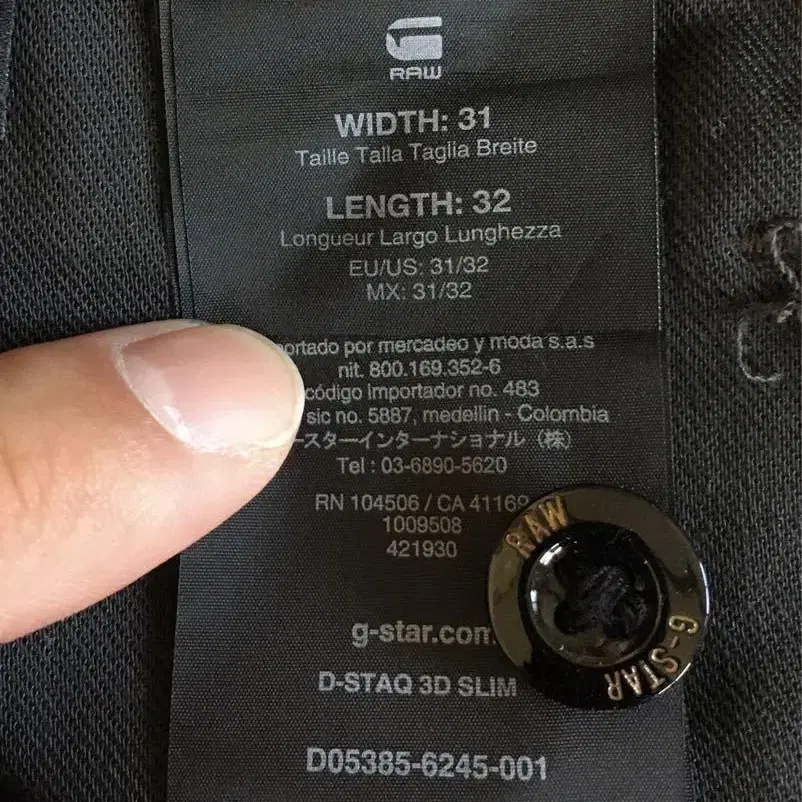 RAW
WIDTH: 31
Taille Talla Taglia Breite
LENGTH: 32
Longueur Largo Lunghezza
EU/US: 31/32
MX: 31/32
por mercadeo y moda s.a.s
nit. 800.169.352-6
código importador no. 483
sic no. 5887, medellin - Colombia
スターインターナショナル（株）
Tel : 03-6890-5620
RN 104506 / CA 41169
1009508
421930
g-star.com
D-STAQ 3D SLIM
D05385-6245-001
RAW
G-STAR